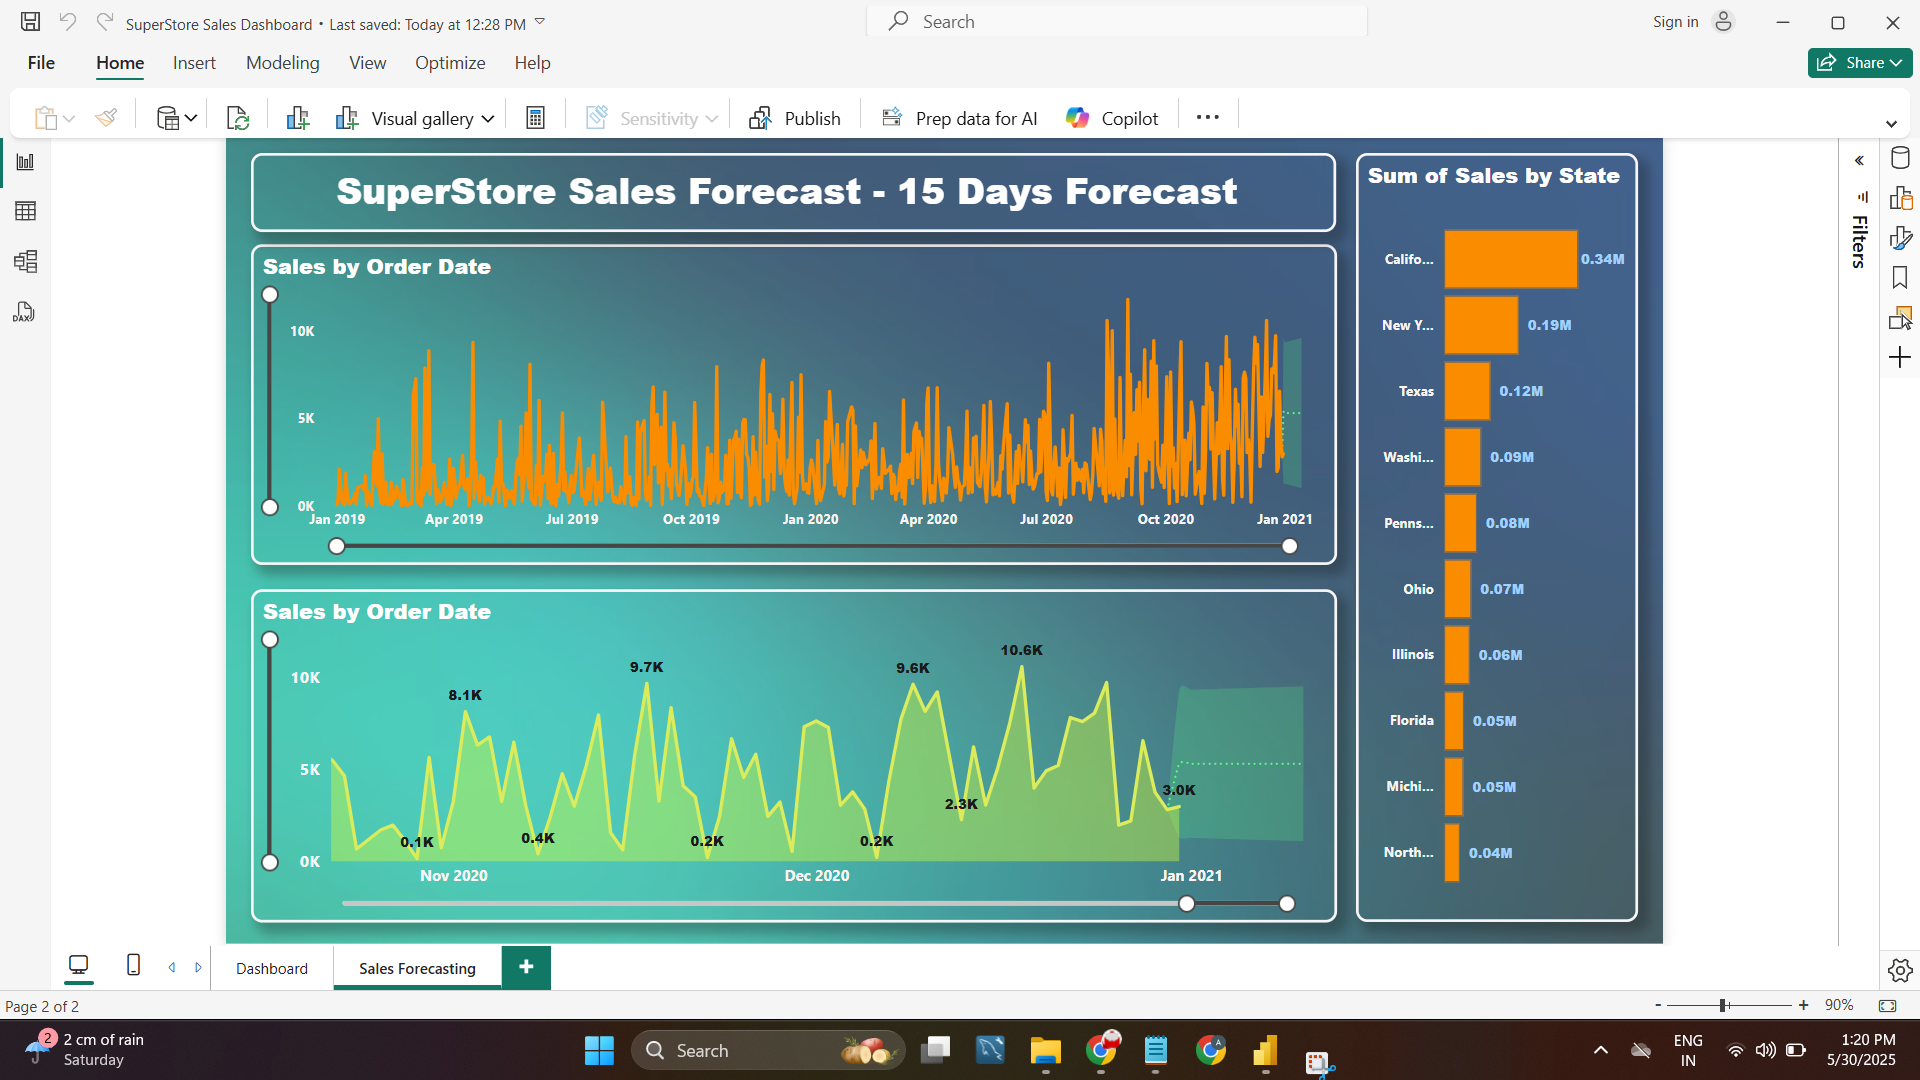 SuperStore Sales Dashboard • Last saved: Today at 12:28 PM
Search
Sign in
File Home Insert Modeling View Optimize Help
Share
Visual gallery
Sensitivity
Publish
Prep data for AI
Copilot
SuperStore Sales Forecast - 15 Days Forecast
Sales by Order Date
10K
5K
0K
Jan 2019 Apr 2019 Jul 2019 Oct 2019 Jan 2020 Apr 2020 Jul 2020 Oct 2020 Jan 2021
Sales by Order Date
10K
5K
0K
8.1K
9.7K
9.6K
10.6K
0.1K
0.4K
0.2K
0.2K
2.3K
3.0K
Nov 2020 Dec 2020 Jan 2021
Sum of Sales by State
Califo... 0.34M
New Y... 0.19M
Texas 0.12M
Washi... 0.09M
Penns... 0.08M
Ohio 0.07M
Illinois 0.06M
Florida 0.05M
Michi... 0.05M
North... 0.04M
Filters
DAX
Dashboard
Sales Forecasting
Page 2 of 2
- + 90%
2
2 cm of rain
Saturday
Search
A
ENG
IN
1:20 PM
5/30/2025